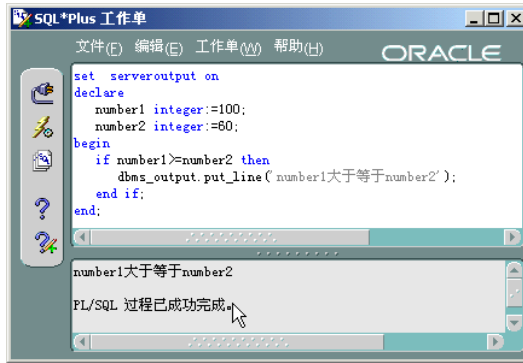 SQL*Plus 工作单
文件(F) 编辑(E) 工作单(W) 帮助(H)
ORACLE
set serveroutput on
declare
number1 integer:=100;
number2 integer:=60;
begin
if number1>=number2 then
dbms_output.put_line('number1大于等于number2');
end if;
end;
number1大于等于number2
PL/SQL 过程已成功完成。